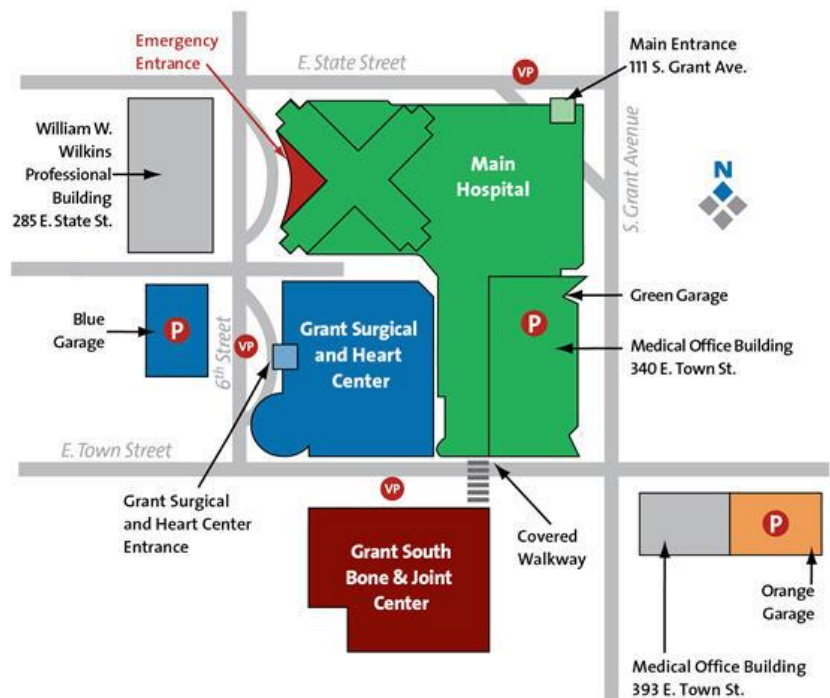 Emergency
Entrance
E. State Street
VP
Main Entrance
111 S. Grant Ave.
William W.
Wilkins
Professional
Building
285 E. State St.
Main
Hospital
S. Grant Avenue
N
Blue
Garage
P
6th Street
VP
Grant Surgical
and Heart
Center
P
Green Garage
Medical Office Building
340 E. Town St.
E. Town Street
Grant Surgical
and Heart Center
Entrance
VP
Covered
Walkway
Grant South
Bone & Joint
Center
P
Orange
Garage
Medical Office Building
393 E. Town St.